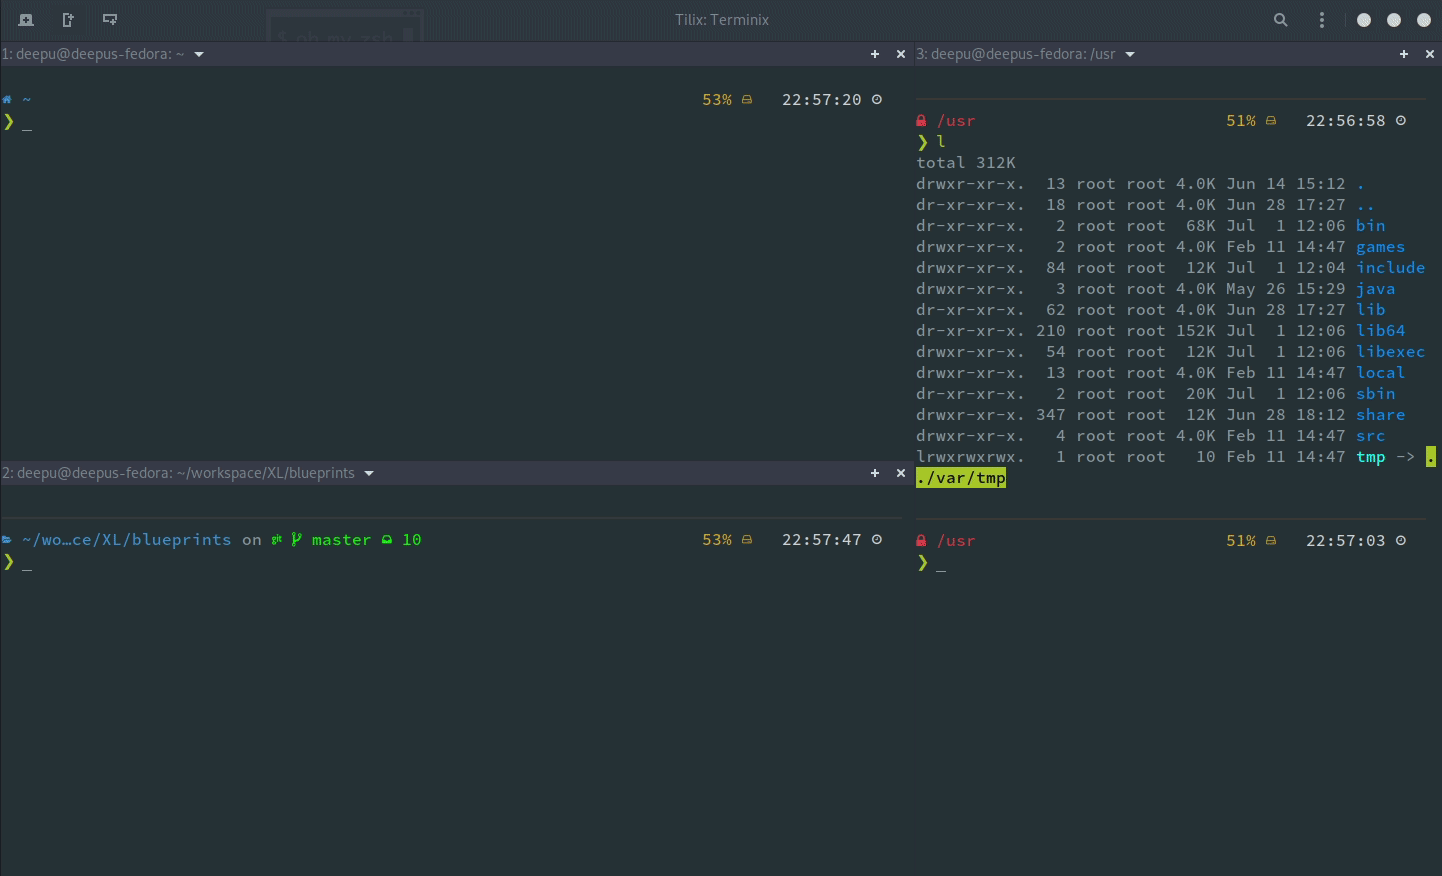 Tilix: Terminix
$ oh my zsh
1: deepu@deepus-fedora: ~
~ 53% 22:57:20
❯ _
2: deepu@deepus-fedora: ~/workspace/XL/blueprints
~/wo…ce/XL/blueprints on git master 10 53% 22:57:47
❯ _
3: deepu@deepus-fedora: /usr
/usr 51% 22:56:58
❯ l
total 312K
drwxr-xr-x.  13 root root 4.0K Jun 14 15:12 .
dr-xr-xr-x.  18 root root 4.0K Jun 28 17:27 ..
dr-xr-xr-x.   2 root root  68K Jul  1 12:06 bin
drwxr-xr-x.   2 root root 4.0K Feb 11 14:47 games
drwxr-xr-x.  84 root root  12K Jul  1 12:04 include
drwxr-xr-x.   3 root root 4.0K May 26 15:29 java
dr-xr-xr-x.  62 root root 4.0K Jun 28 17:27 lib
dr-xr-xr-x. 210 root root 152K Jul  1 12:06 lib64
drwxr-xr-x.  54 root root  12K Jul  1 12:06 libexec
drwxr-xr-x.  13 root root 4.0K Feb 11 14:47 local
dr-xr-xr-x.   2 root root  20K Jul  1 12:06 sbin
drwxr-xr-x. 347 root root  12K Jun 28 18:12 share
drwxr-xr-x.   4 root root 4.0K Feb 11 14:47 src
lrwxrwxrwx.   1 root root   10 Feb 11 14:47 tmp -> .
./var/tmp
/usr 51% 22:57:03
❯ _